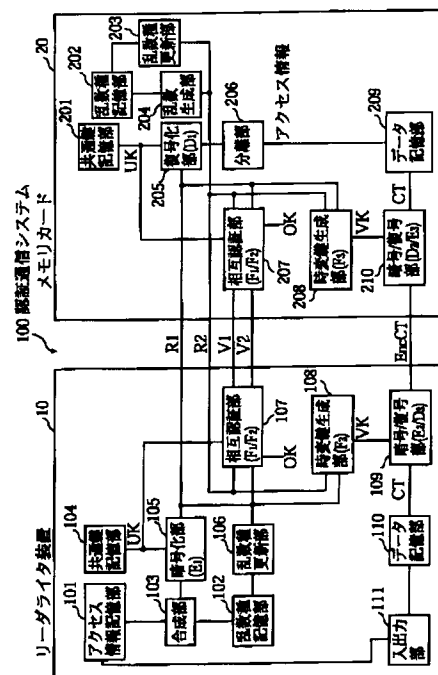 100 認証通信システム
リーダライタ装置
10
101
アクセス
情報記憶部
104
共通鍵
記憶部
UK
103
合成部
105
暗号化部
(E1)
102
乱数種
記憶部
106
乱数種
更新部
107
相互認証部
(F1/F2)
OK
108
時変鍵生成
部(F3)
VK
109
暗号/復号
部(E2/D2)
CT
110
データ記憶部
111
入出力
部
R1
R2
V1
V2
EncCT
メモリカード
20
201
共通鍵
記憶部
UK
202
乱数種
記憶部
203
乱数種
更新部
204
乱数
生成部
205
復号化
部(D1)
206
分離部
アクセス情報
207
相互認証部
(F1/F2)
OK
208
時変鍵生成
部(F3)
VK
209
データ記憶部
CT
210
暗号/復号
部(D2/E2)